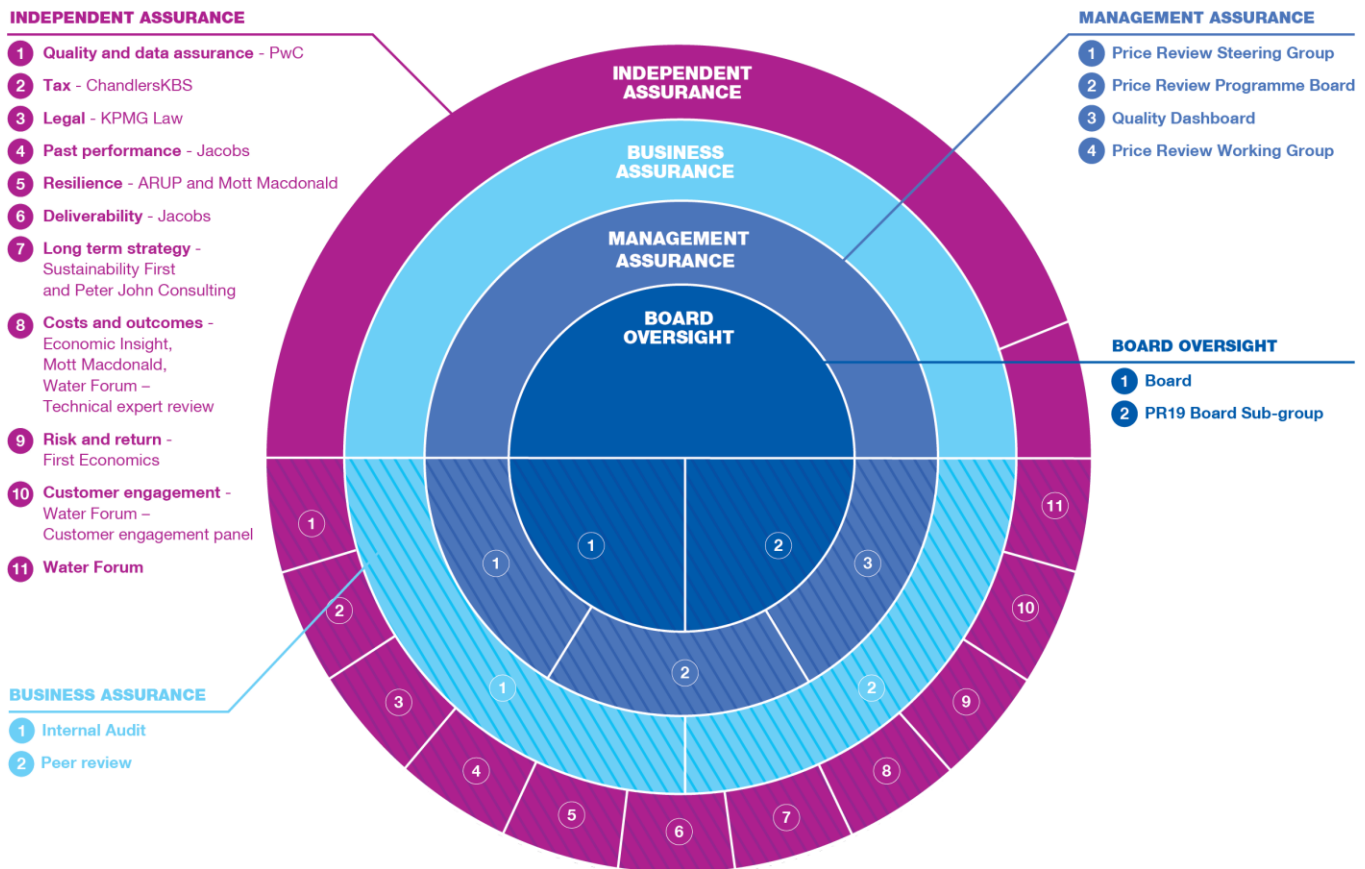 INDEPENDENT ASSURANCE
1 Quality and data assurance - PwC
2 Tax - ChandlersKBS
3 Legal - KPMG Law
4 Past performance - Jacobs
5 Resilience - ARUP and Mott Macdonald
6 Deliverability - Jacobs
7 Long term strategy -
Sustainability First
and Peter John Consulting
8 Costs and outcomes -
Economic Insight,
Mott Macdonald,
Water Forum –
Technical expert review
9 Risk and return -
First Economics
10 Customer engagement -
Water Forum –
Customer engagement panel
11 Water Forum
BUSINESS ASSURANCE
1 Internal Audit
2 Peer review
INDEPENDENT
ASSURANCE
BUSINESS
ASSURANCE
MANAGEMENT
ASSURANCE
BOARD
OVERSIGHT
1
2
1
2
3
1
2
1
2
3
4
5
6
7
8
9
10
11
MANAGEMENT ASSURANCE
1 Price Review Steering Group
2 Price Review Programme Board
3 Quality Dashboard
4 Price Review Working Group
BOARD OVERSIGHT
1 Board
2 PR19 Board Sub-group